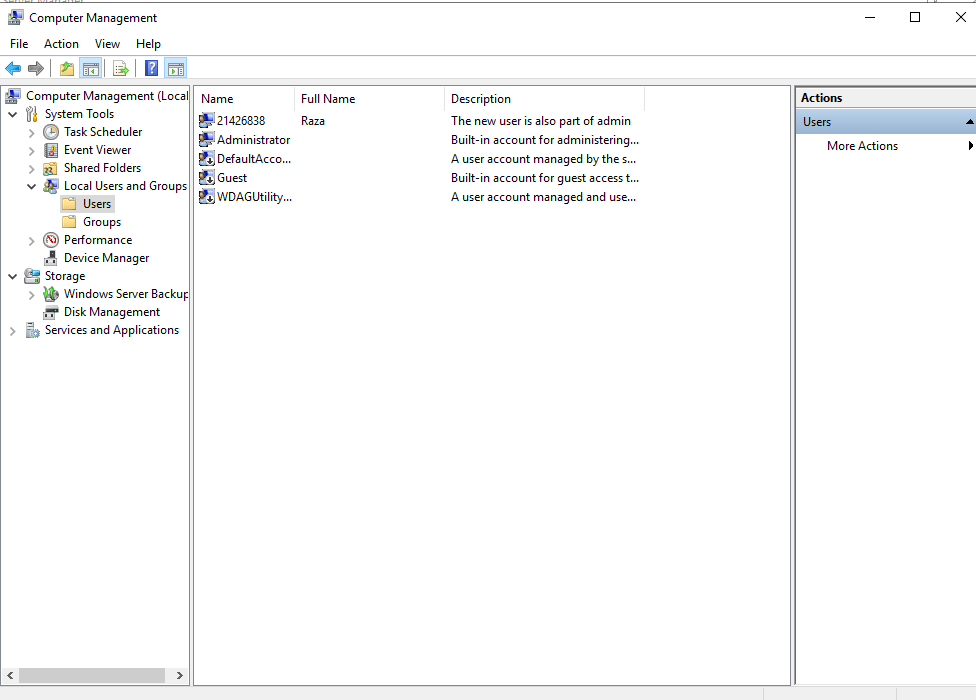 Computer Management
File Action View Help
Computer Management (Local
System Tools
Task Scheduler
Event Viewer
Shared Folders
Local Users and Groups
Users
Groups
Performance
Device Manager
Storage
Windows Server Backup
Disk Management
Services and Applications
Name Full Name Description
21426838 Raza The new user is also part of admin
Administrator Built-in account for administering...
DefaultAcco... A user account managed by the s...
Guest Built-in account for guest access t...
WDAGUtility... A user account managed and use...
Actions
Users
More Actions